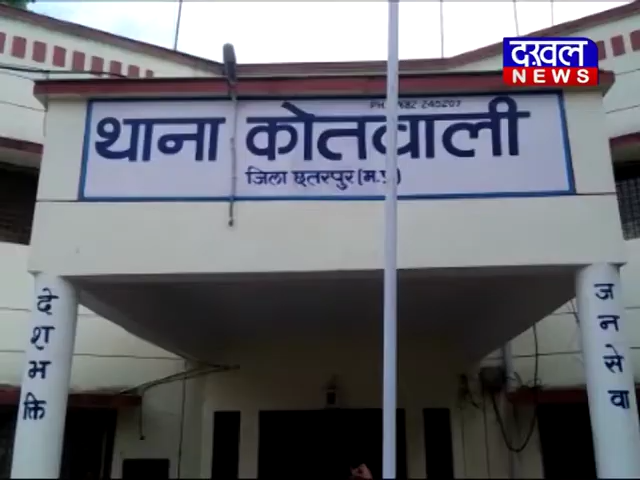 दखल
NEWS
थाना कोतवाली
जिला छतरपुर (म.प्र.)
देशभक्ति
जनसेवा